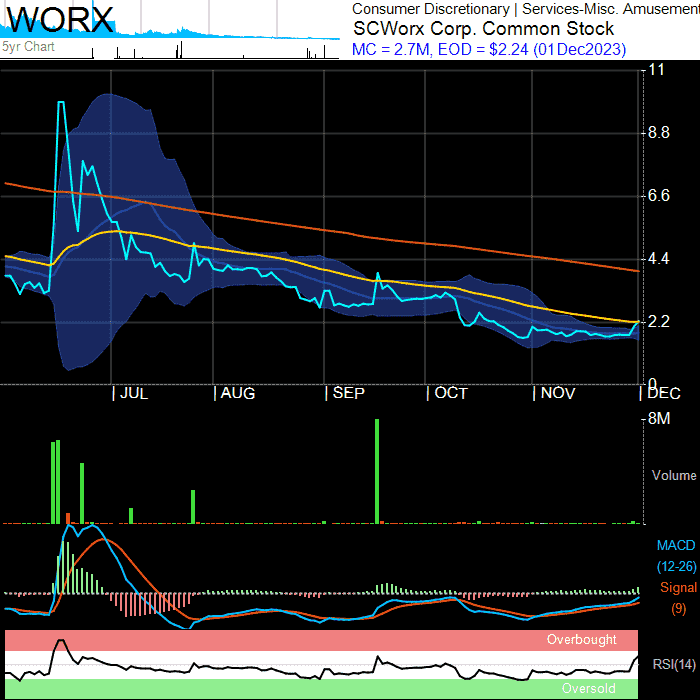 WORX
5yr Chart
Consumer Discretionary | Services-Misc. Amusement
SCWorx Corp. Common Stock
MC = 2.7M, EOD = $2.24 (01Dec2023)
11
8.8
6.6
4.4
2.2
0
JUL
AUG
SEP
OCT
NOV
DEC
8M
Volume
MACD
(12-26)
Signal
(9)
Overbought
RSI(14)
Oversold